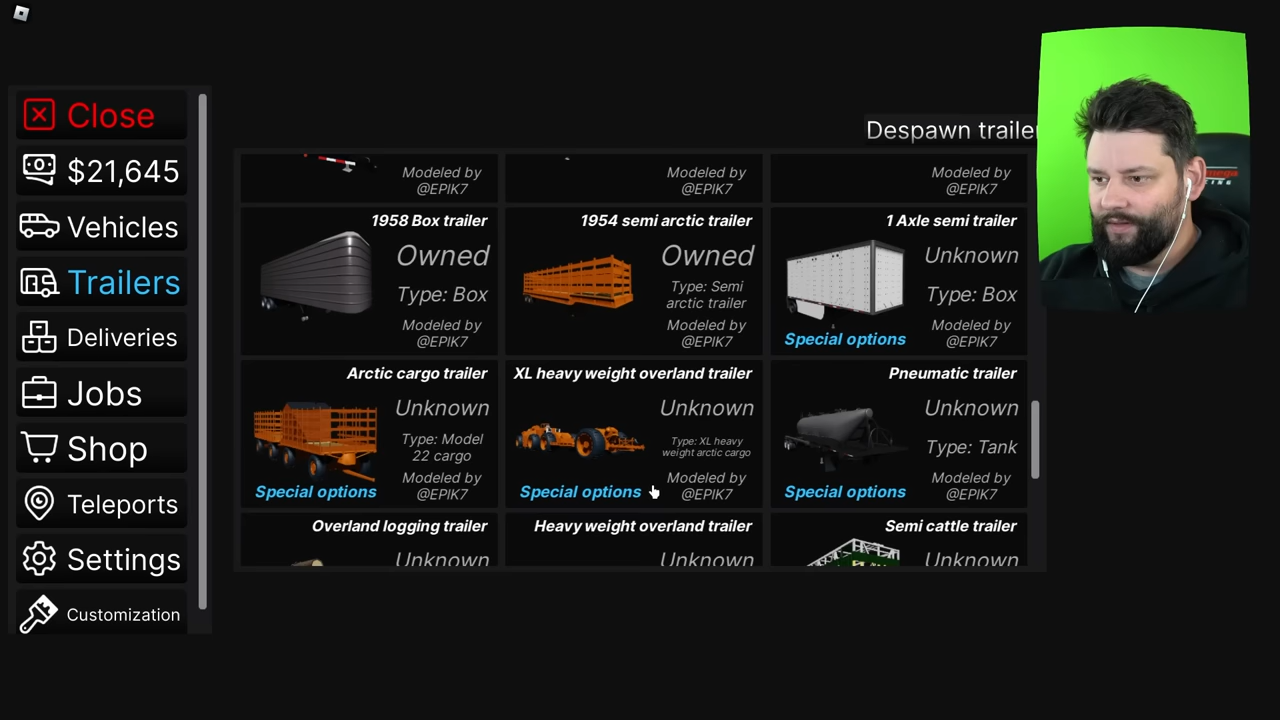 Close
$21,645
Vehicles
Trailers
Deliveries
Jobs
Shop
Teleports
Settings
Customization
Despawn trailer
Modeled by
@EPIK7
Modeled by
@EPIK7
Modeled by
@EPIK7
1958 Box trailer
Owned
Type: Box
Modeled by
@EPIK7
1954 semi arctic trailer
Owned
Type: Semi
arctic trailer
Modeled by
@EPIK7
1 Axle semi trailer
Unknown
Type: Box
Special options
Modeled by
@EPIK7
Arctic cargo trailer
Unknown
Type: Model
22 cargo
Special options
Modeled by
@EPIK7
XL heavy weight overland trailer
Unknown
Type: XL heavy
weight arctic cargo
Special options
Modeled by
@EPIK7
Pneumatic trailer
Unknown
Type: Tank
Special options
Modeled by
@EPIK7
Overland logging trailer
Unknown
Heavy weight overland trailer
Unknown
Semi cattle trailer
Unknown